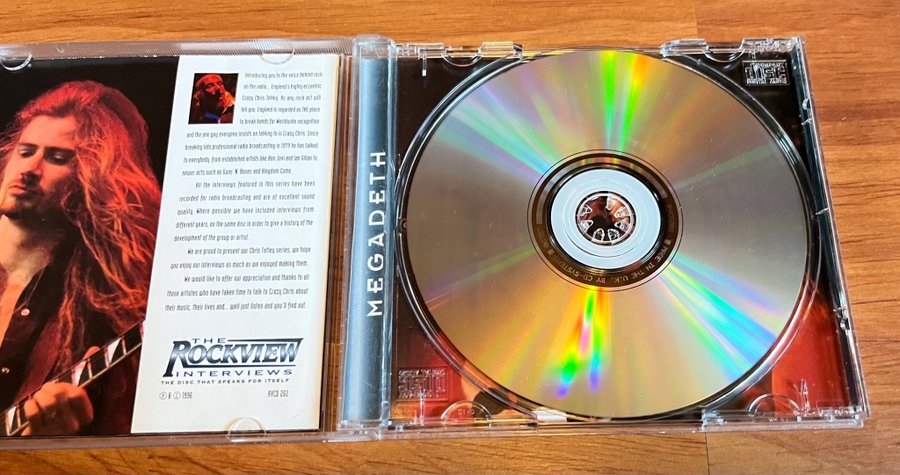 Introducing you to the voice behind rock
on the radio... England's highly eccentric
Crazy Chris Tetley. As any rock act will
tell you, England is regarded as THE place
to break bands for Worldwide recognition
and the one guy everyone insists on talking to is Crazy Chris. Since
breaking into professional radio broadcasting in 1979 he has talked
to everybody, from established artists like Bon Jovi and Ian Gillan to
newer acts such as Guns 'N' Roses and Kingdom Come.
All the interviews featured in this series have been
recorded for radio broadcasting and are of excellent sound
quality. Where possible we have included interviews from
different years, on the same disc in order to give a history of the
development of the group or artist.
We are proud to present our Chris Tetley series, we hope
you enjoy our interviews as much as we enjoyed making them.
We would like to offer our appreciation and thanks to all
those artistes who have taken time to talk to Crazy Chris about
their music, their lives and... well just listen and you'll find out.
THE
ROCKVIEW
INTERVIEWS
THE DISC THAT SPEAKS FOR ITSELF
Ⓟ & Ⓒ 1996 RVCD 202
MEGADETH
MADE IN THE U.K. BY CD-SYSTEMS